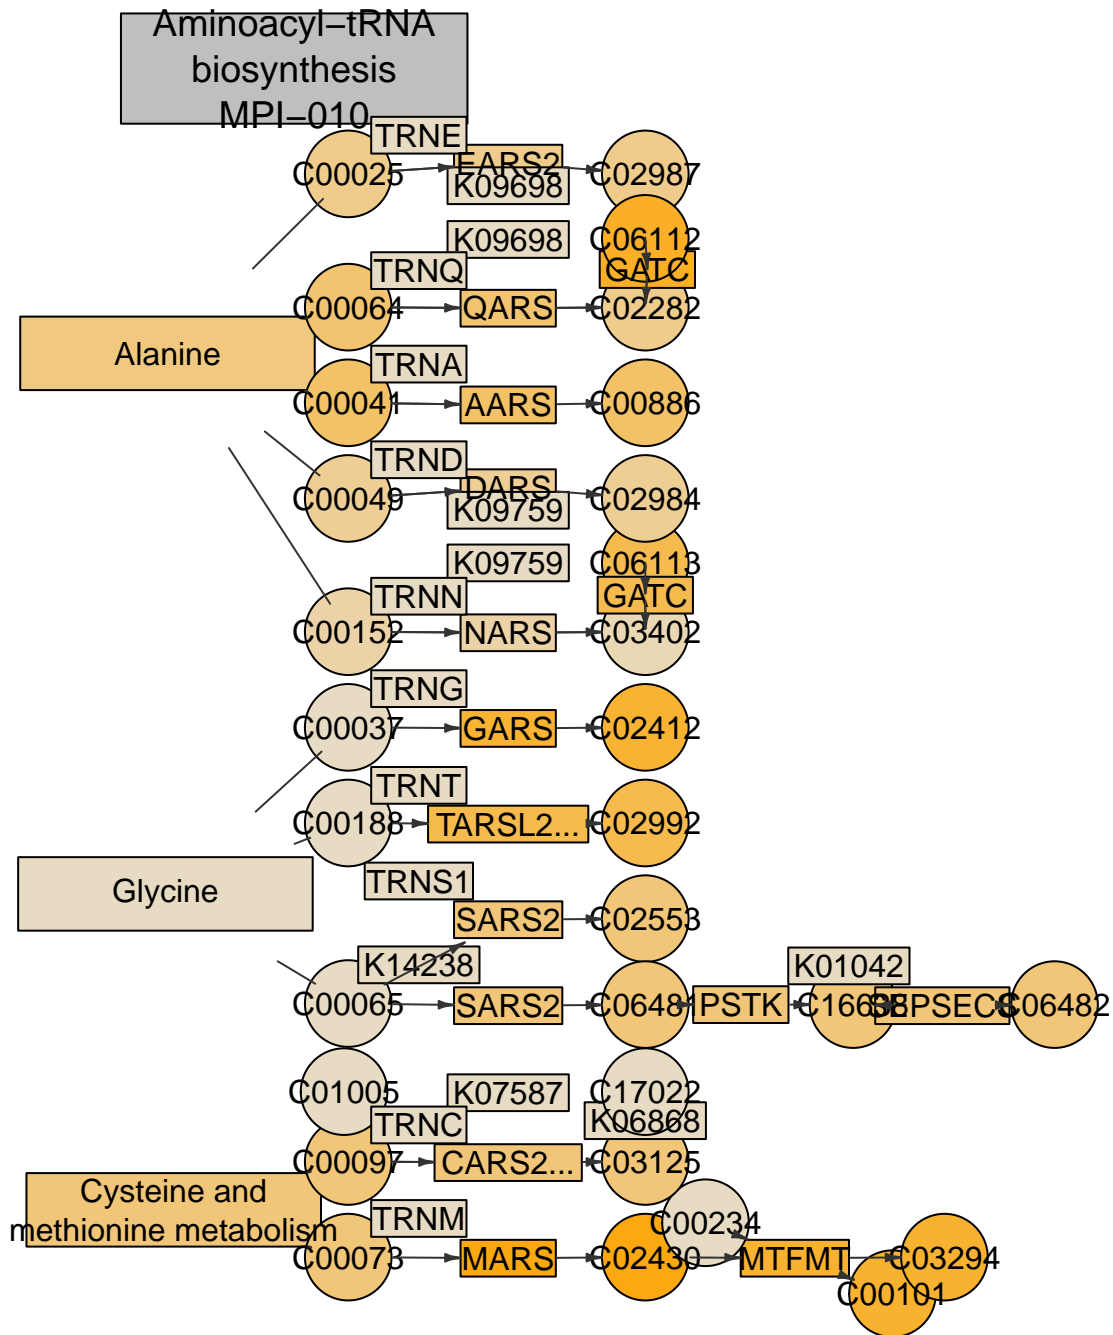 Aminoacyl–tRNA
biosynthesis
MPI–010
TRNE
C00025
EARS2
C02987
K09698
K09698
C06112
TRNQ
GATC
C00064
QARS
C02282
Alanine
TRNA
C00041
AARS
C00886
TRND
C00049
DARS
C02984
K09759
K09759
C06113
TRNN
GATC
C00152
NARS
C03402
TRNG
C00037
GARS
C02412
TRNT
C00188
TARSL2...
C02992
Glycine
TRNS1
SARS2
C02553
K14238
K01042
C00065
SARS2
C06481
PSTK
C16638
SEPSECS
C06482
C01005
K07587
C17022
TRNC
K06868
C00097
CARS2...
C03125
Cysteine and
methionine metabolism
TRNM
C00234
C00073
MARS
C02430
MTFMT
C03294
C00101